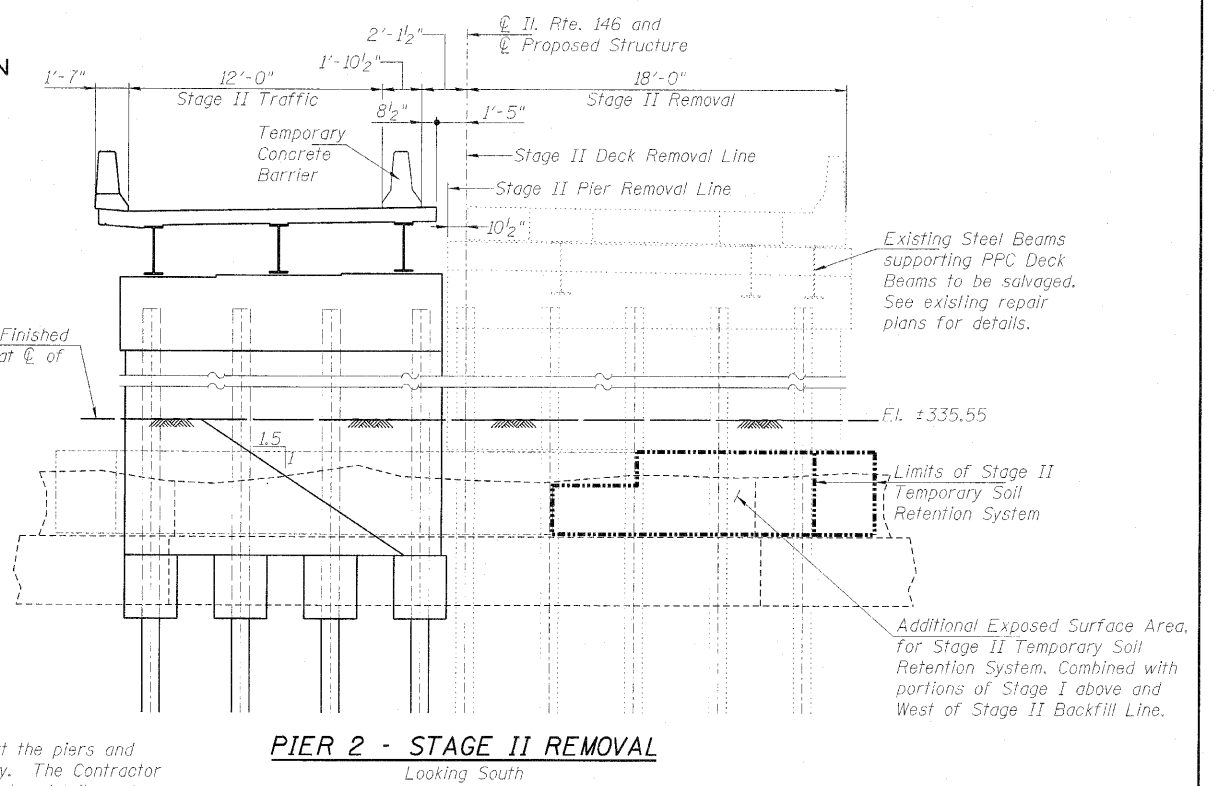 N
℄ Il. Rte. 146 and
℄ Proposed Structure
2'-1½"
1'-10½"
1'-7"
12'-0"
18'-0"
Stage II Traffic
Stage II Removal
8½"
1'-5"
Temporary
Concrete
Barrier
Stage II Deck Removal Line
Stage II Pier Removal Line
10½"
Existing Steel Beams
supporting PPC Deck
Beams to be salvaged.
See existing repair
plans for details.
Finished
at ℄ of
El. ±335.55
1.5
1
Limits of Stage II
Temporary Soil
Retention System
Additional Exposed Surface Area,
for Stage II Temporary Soil
Retention System. Combined with
portions of Stage I above and
West of Stage II Backfill Line.
PIER 2 - STAGE II REMOVAL
Looking South
t the piers and
y. The Contractor